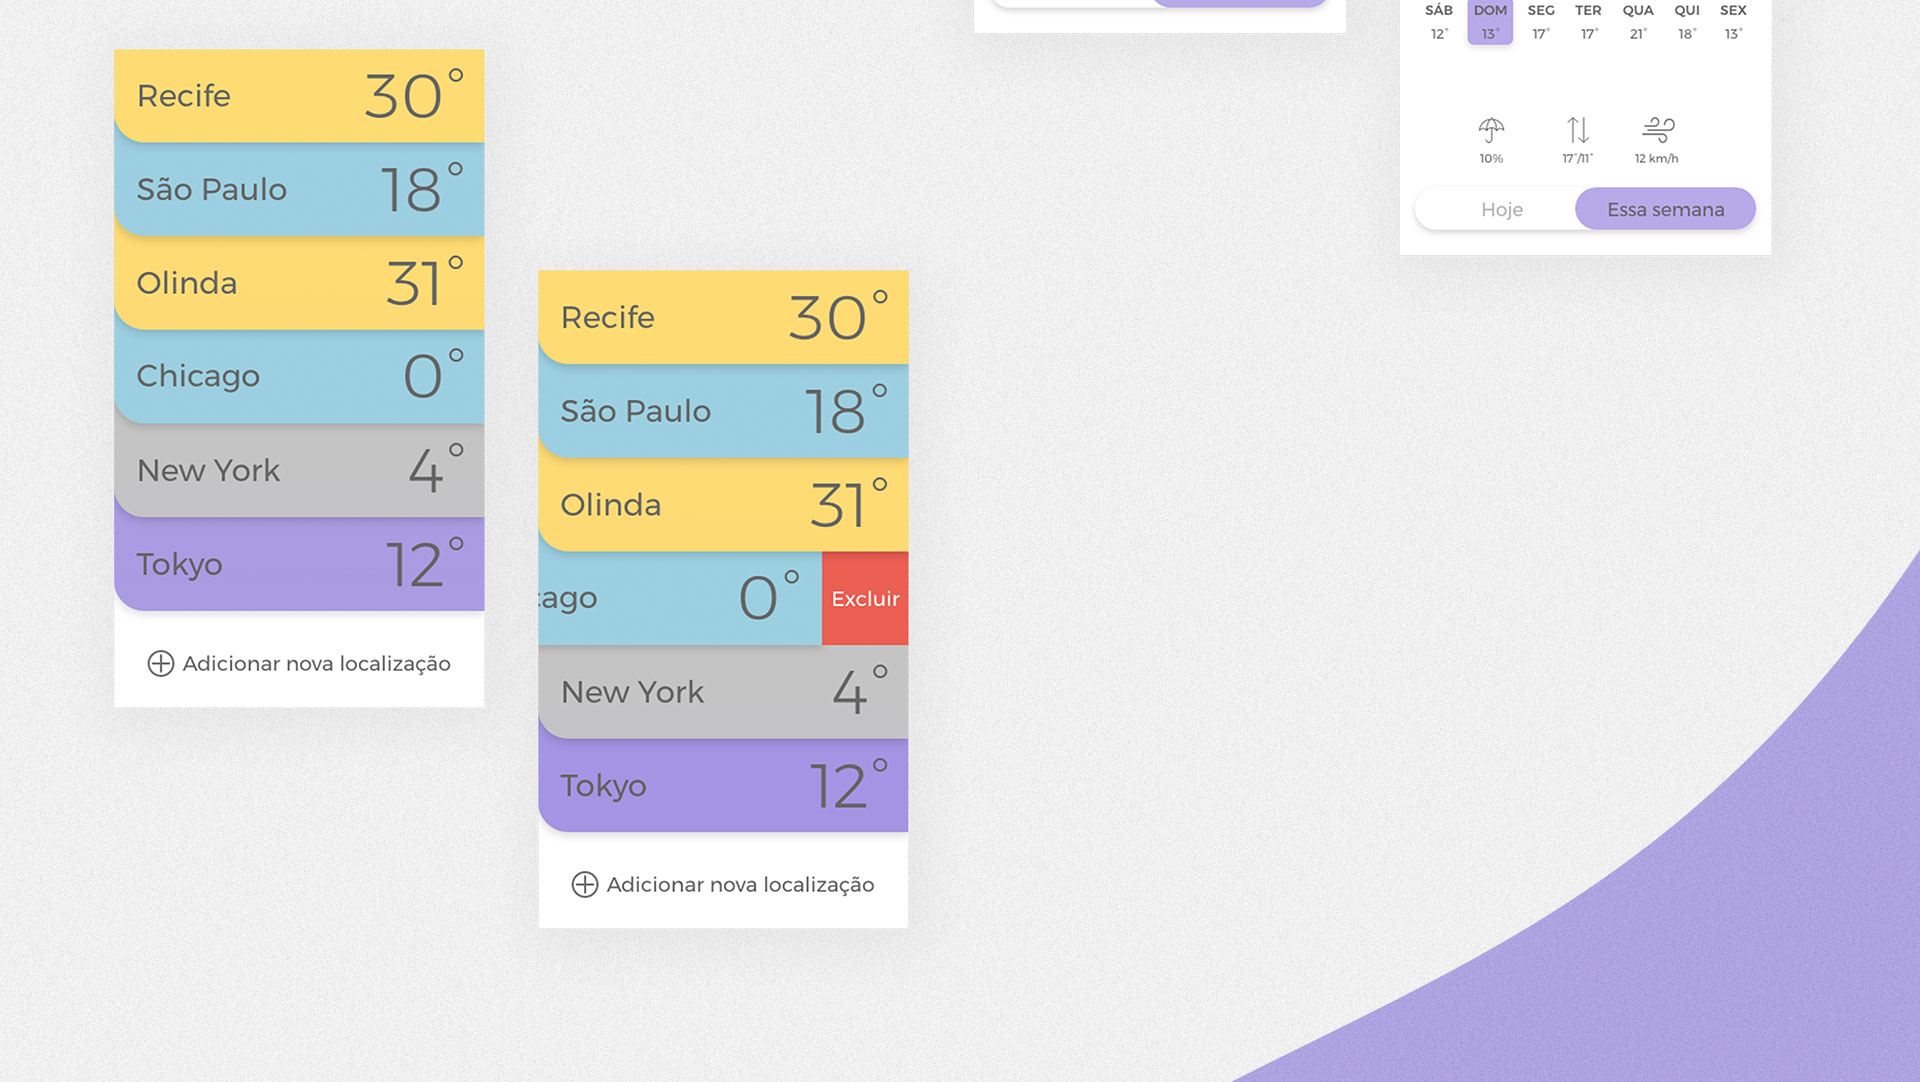 Recife 30°
São Paulo 18°
Olinda 31°
Chicago 0°
New York 4°
Tokyo 12°
Adicionar nova localização
Recife 30°
São Paulo 18°
Olinda 31°
cago 0° Excluir
New York 4°
Tokyo 12°
Adicionar nova localização
SÁB DOM SEG TER QUA QUI SEX
12° 13° 17° 17° 21° 18° 13°
10% 17°/11° 12 km/h
Hoje Essa semana